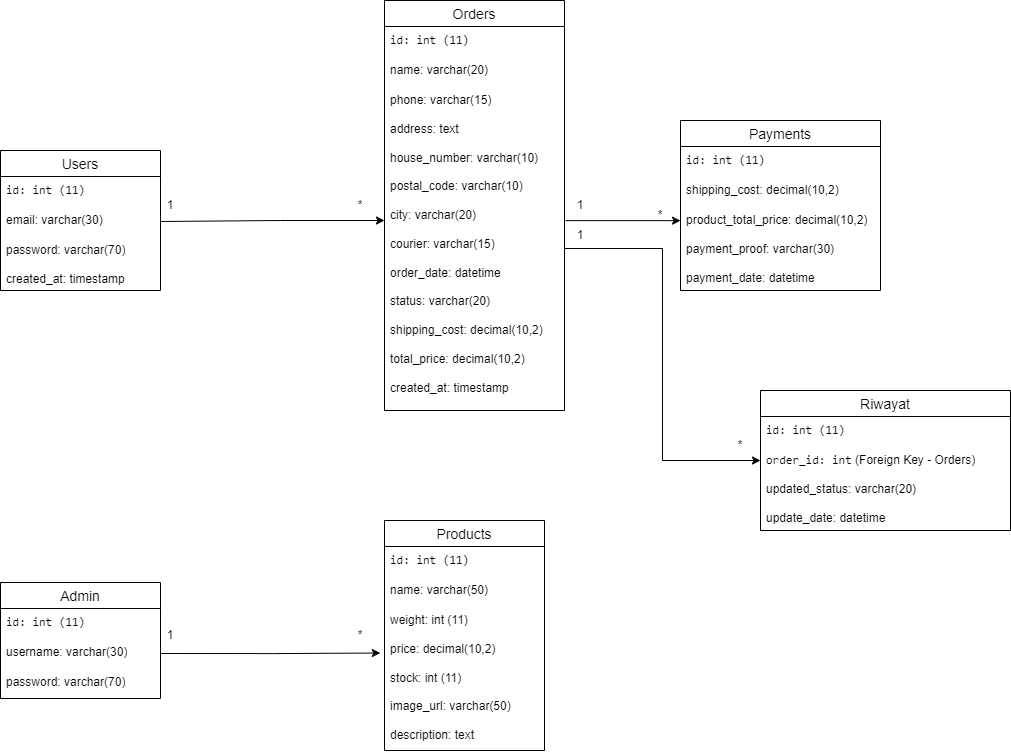 Orders
id: int (11)
name: varchar(20)
phone: varchar(15)
address: text
house_number: varchar(10)
postal_code: varchar(10)
city: varchar(20)
courier: varchar(15)
order_date: datetime
status: varchar(20)
shipping_cost: decimal(10,2)
total_price: decimal(10,2)
created_at: timestamp
Users
id: int (11)
email: varchar(30)
password: varchar(70)
created_at: timestamp
1
*
Payments
id: int (11)
shipping_cost: decimal(10,2)
product_total_price: decimal(10,2)
payment_proof: varchar(30)
payment_date: datetime
1
*
1
*
Riwayat
id: int (11)
order_id: int (Foreign Key - Orders)
updated_status: varchar(20)
update_date: datetime
Admin
id: int (11)
username: varchar(30)
password: varchar(70)
1
*
Products
id: int (11)
name: varchar(50)
weight: int (11)
price: decimal(10,2)
stock: int (11)
image_url: varchar(50)
description: text